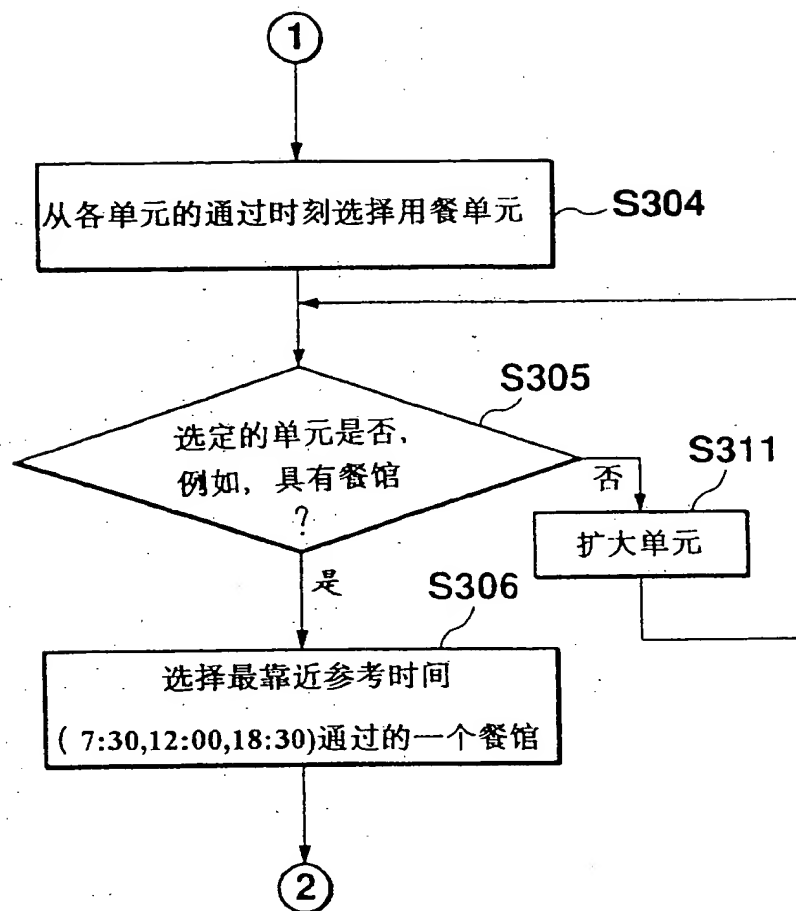 1
从各单元的通过时刻选择用餐单元
S304
S305
选定的单元是否,
例如, 具有餐馆
?
否
S311
扩大单元
是
S306
选择最靠近参考时间
( 7:30,12:00,18:30)通过的一个餐馆
2